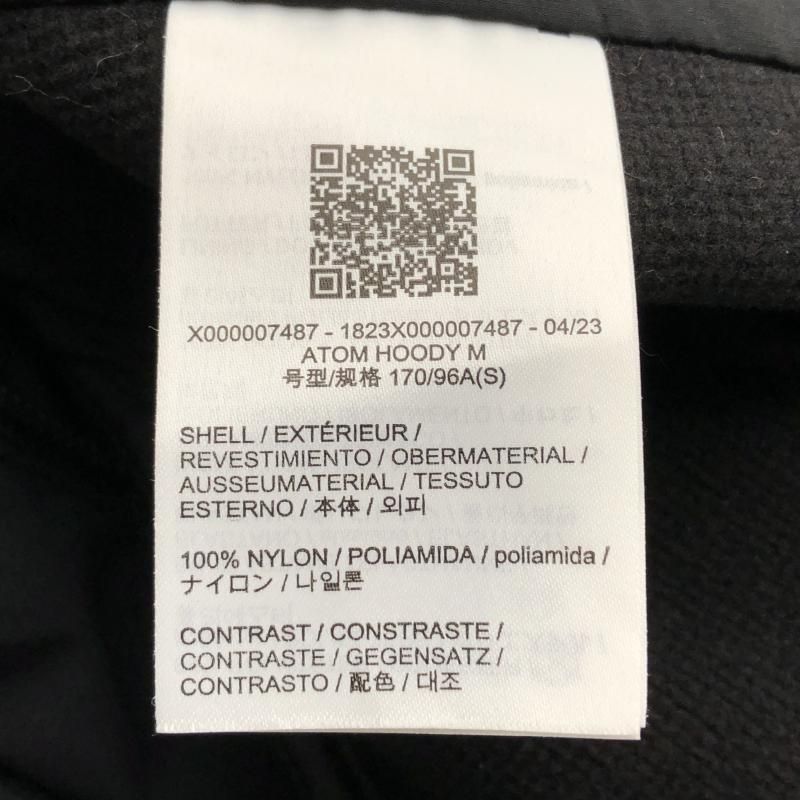 X000007487 - 1823X000007487 - 04/23
ATOM HOODY M
号型/规格 170/96A(S)
SHELL / EXTÉRIEUR /
REVESTIMIENTO / OBERMATERIAL /
AUSSEUMATERIAL / TESSUTO
ESTERNO / 本体 / 외피
100% NYLON / POLIAMIDA / poliamida /
ナイロン / 나일론
CONTRAST / CONSTRASTE /
CONTRASTE / GEGENSATZ /
CONTRASTO / 配色 / 대조